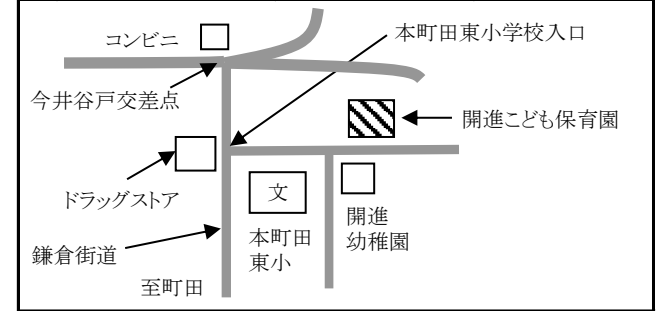 コンビニ
本町田東小学校入口
今井谷戸交差点
開進こども保育園
ドラッグストア
文
開進
幼稚園
本町田
東小
鎌倉街道
至町田